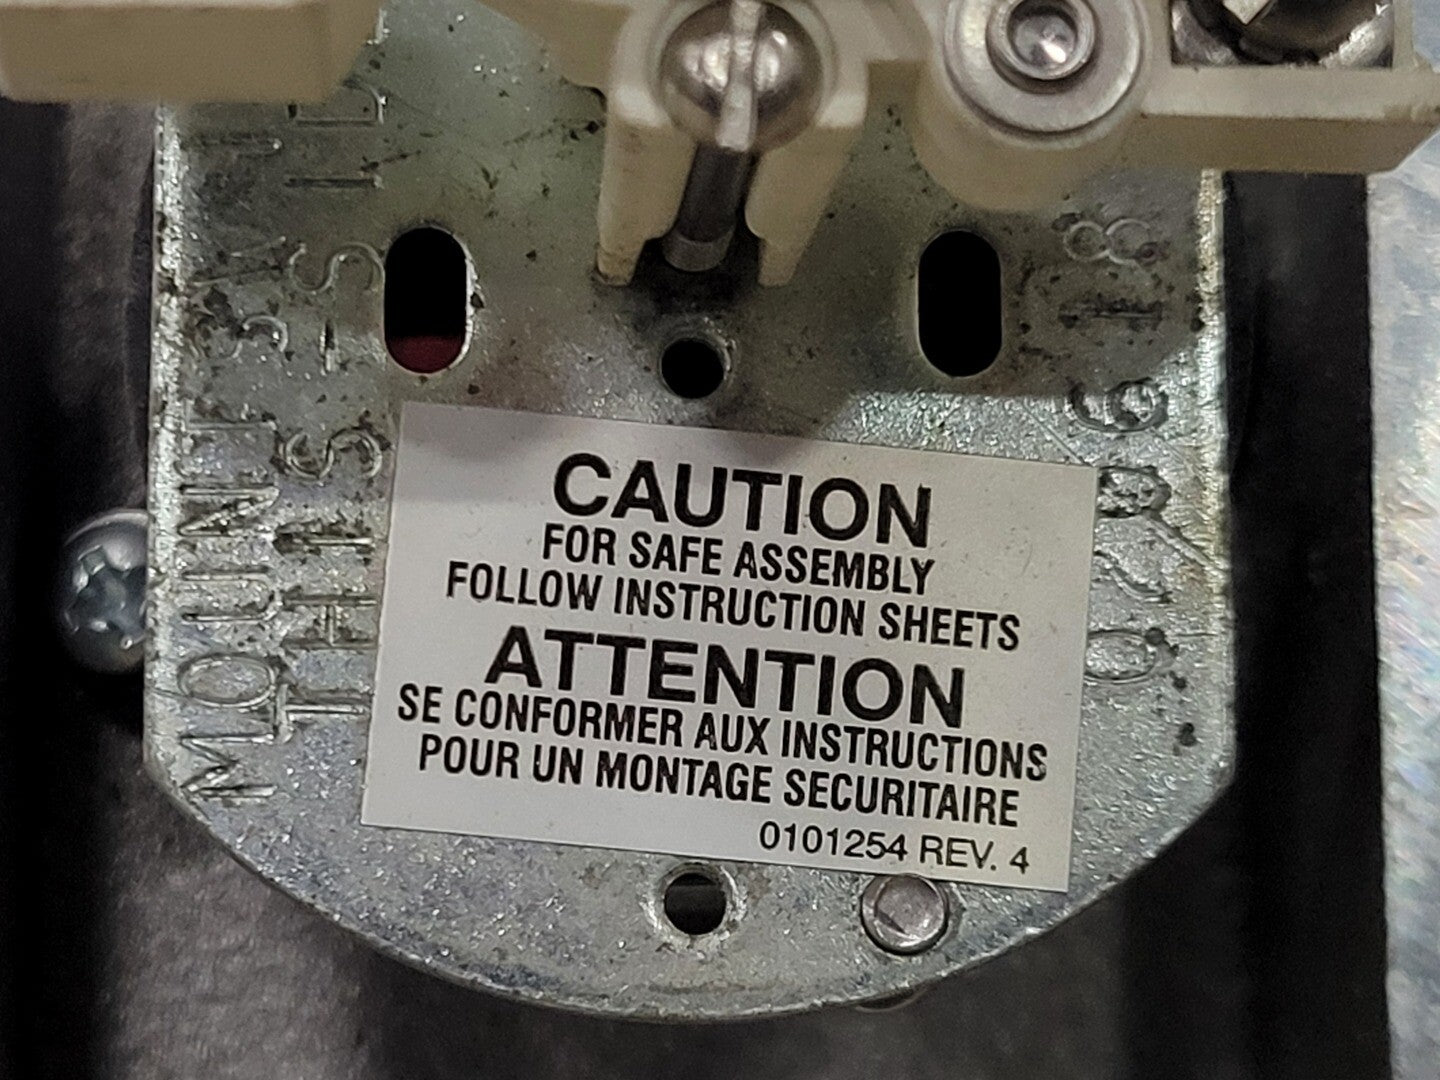 CAUTION
FOR SAFE ASSEMBLY
FOLLOW INSTRUCTION SHEETS
ATTENTION
SE CONFORMER AUX INSTRUCTIONS
POUR UN MONTAGE SECURITAIRE
0101254 REV. 4
MOUNT
THIS